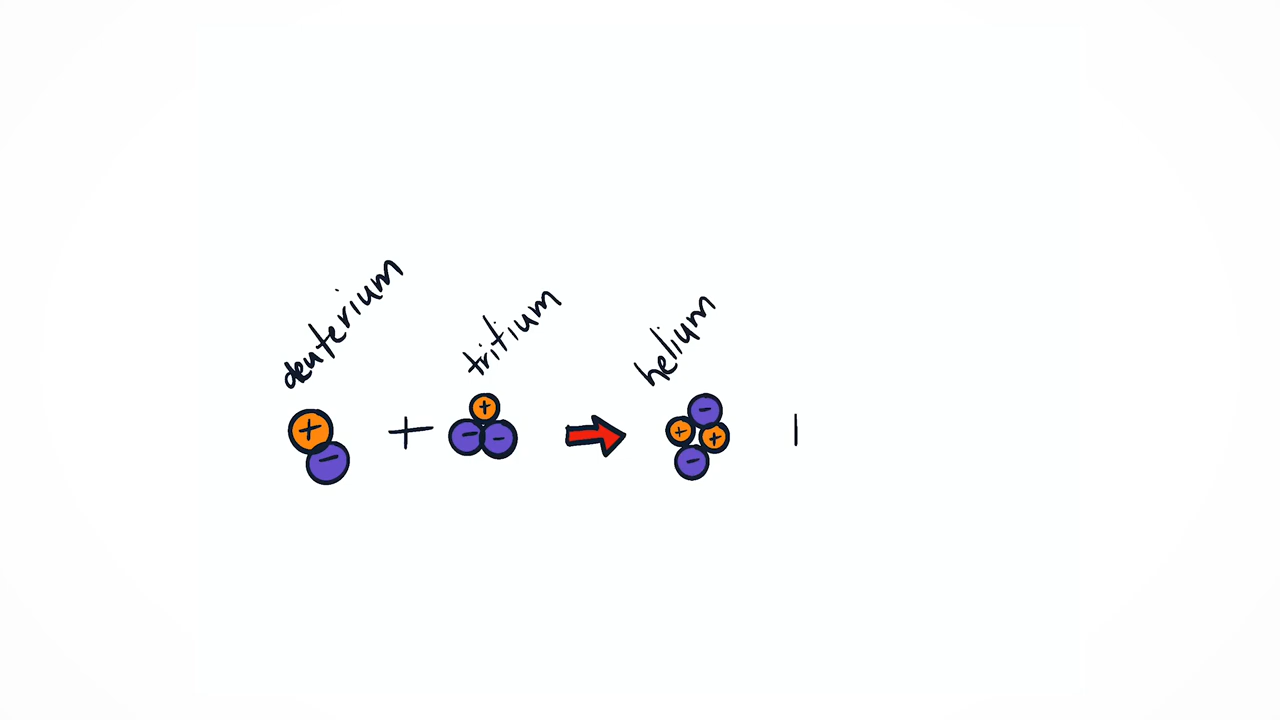 deuterium
tritium
helium
+ - + + - - - + + - |